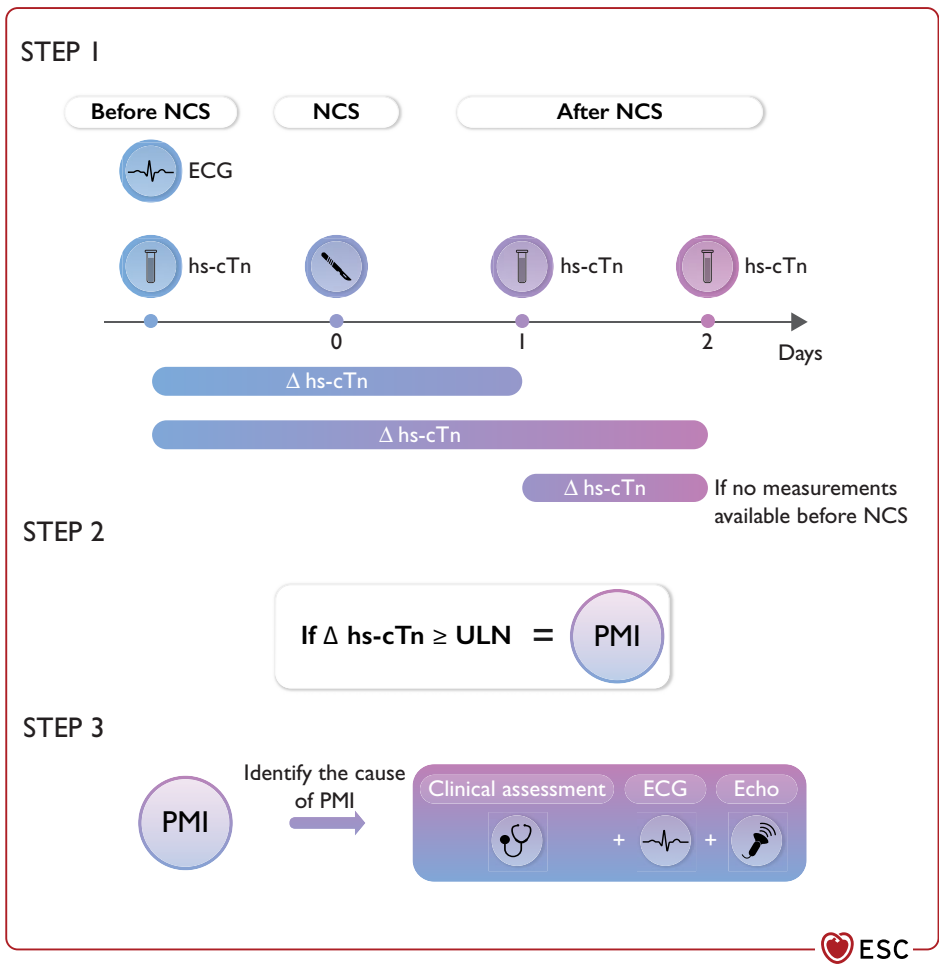 STEP 1
Before NCS
NCS
After NCS
ECG
hs-cTn
hs-cTn
hs-cTn
0
1
2
Days
Δ hs-cTn
Δ hs-cTn
Δ hs-cTn
If no measurements
available before NCS
STEP 2
If Δ hs-cTn ≥ ULN = PMI
STEP 3
PMI
Identify the cause
of PMI
Clinical assessment
ECG
Echo
+
+
ESC